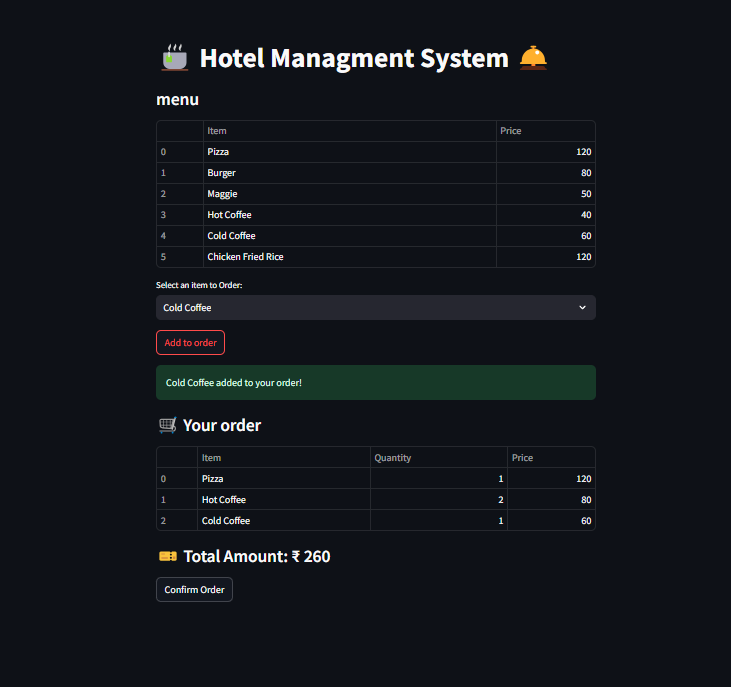 Hotel Managment System
menu
Item Price
0 Pizza 120
1 Burger 80
2 Maggie 50
3 Hot Coffee 40
4 Cold Coffee 60
5 Chicken Fried Rice 120
Select an item to Order:
Cold Coffee
Add to order
Cold Coffee added to your order!
Your order
Item Quantity Price
0 Pizza 1 120
1 Hot Coffee 2 80
2 Cold Coffee 1 60
Total Amount: ₹ 260
Confirm Order